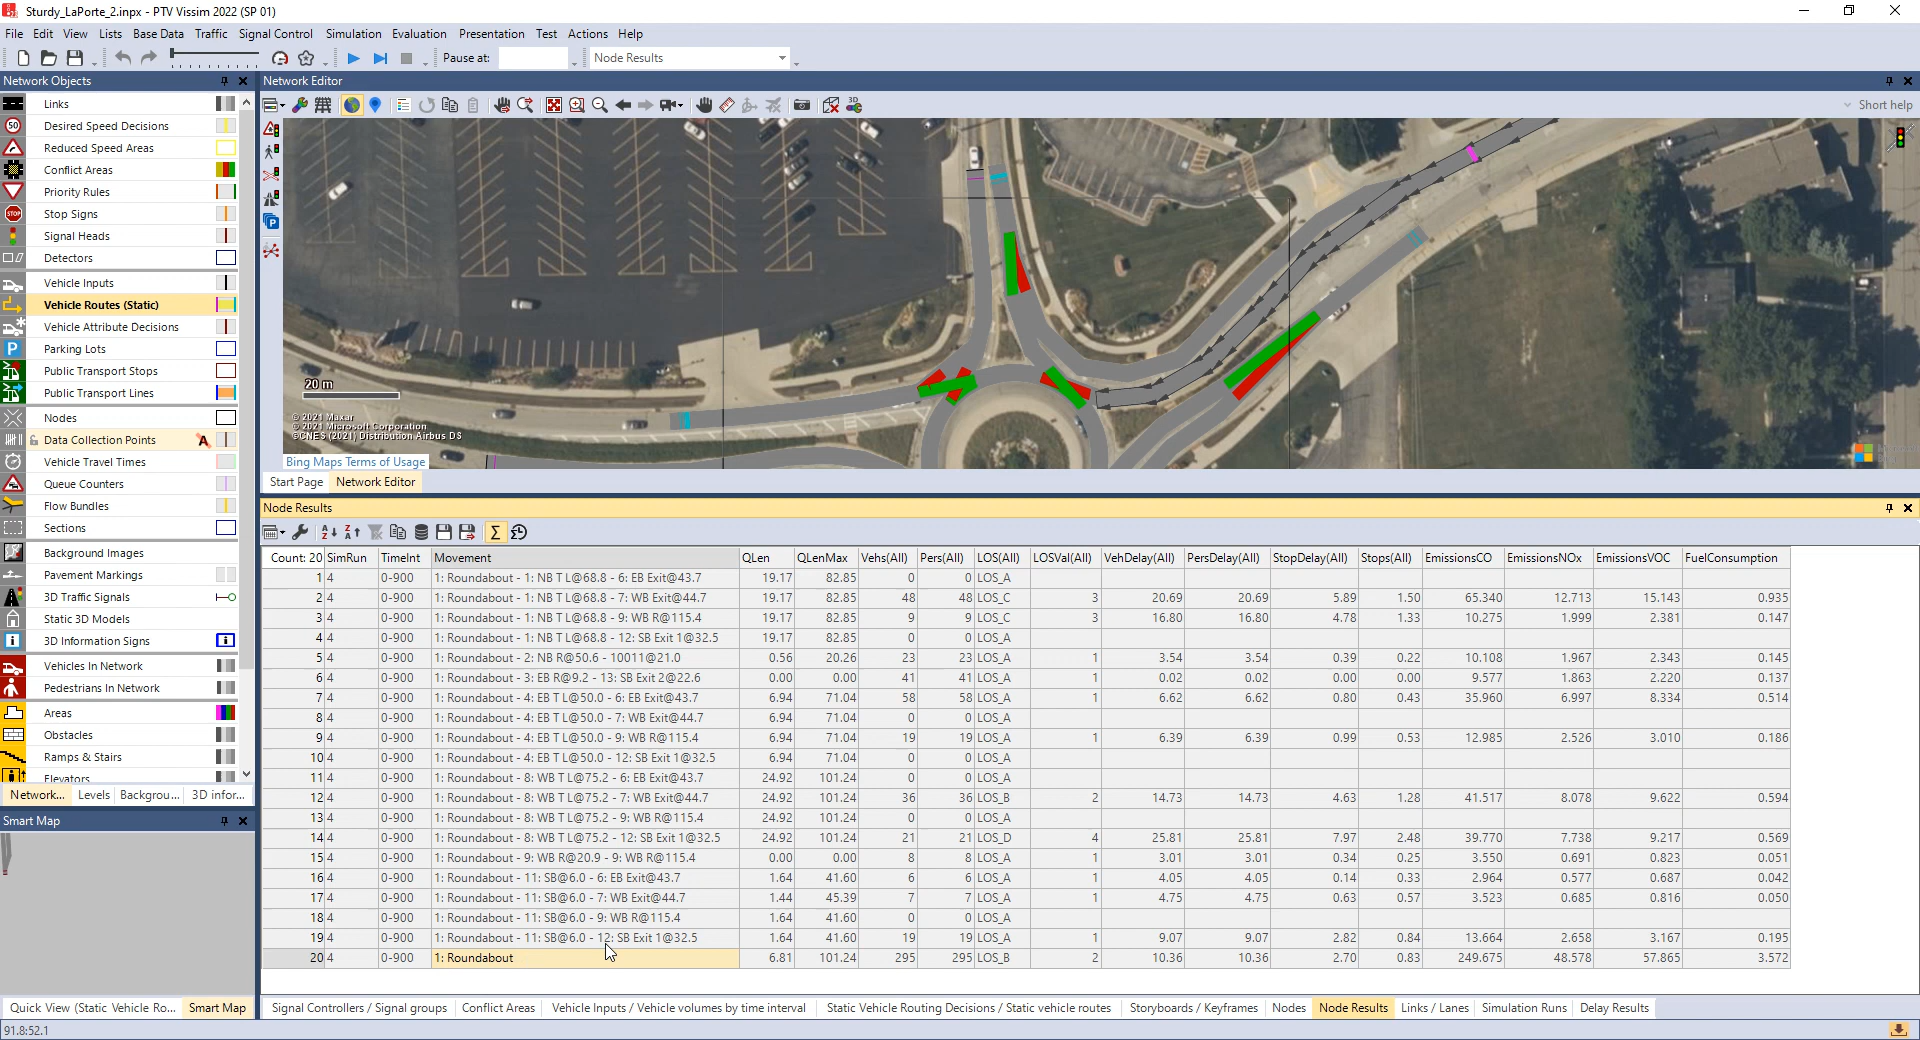 Sturdy_LaPorte_2.inpx - PTV Vissim 2022 (SP 01)
File Edit View Lists Base Data Traffic Signal Control Simulation Evaluation Presentation Test Actions Help
Pause at: Node Results
Network Objects
Links
Desired Speed Decisions
Reduced Speed Areas
Conflict Areas
Priority Rules
Stop Signs
Signal Heads
Detectors
Vehicle Inputs
Vehicle Routes (Static)
Vehicle Attribute Decisions
Parking Lots
Public Transport Stops
Public Transport Lines
Nodes
Data Collection Points
Vehicle Travel Times
Queue Counters
Flow Bundles
Sections
Background Images
Pavement Markings
3D Traffic Signals
Static 3D Models
3D Information Signs
Vehicles In Network
Pedestrians In Network
Areas
Obstacles
Ramps & Stairs
Elevators
Network... Levels Backgrou... 3D infor...
Smart Map
Quick View (Static Vehicle Ro... Smart Map
Network Editor
Short help
20 m
© 2021 Maxar
© 2021 Microsoft Corporation
©CNES (2021) Distribution Airbus DS
Bing Maps Terms of Usage
Start Page Network Editor
Node Results
Count: 20 SimRun TimeInt Movement QLen QLenMax Vehs(All) Pers(All) LOS(All) LOSVal(All) VehDelay(All) PersDelay(All) StopDelay(All) Stops(All) EmissionsCO EmissionsNOx EmissionsVOC FuelConsumption
1 4 0-900 1: Roundabout - 1: NB T L@68.8 - 6: EB Exit@43.7 19.17 82.85 0 0 LOS_A
2 4 0-900 1: Roundabout - 1: NB T L@68.8 - 7: WB Exit@44.7 19.17 82.85 48 48 LOS_C 3 20.69 20.69 5.89 1.50 65.340 12.713 15.143 0.935
3 4 0-900 1: Roundabout - 1: NB T L@68.8 - 9: WB R@115.4 19.17 82.85 9 9 LOS_C 3 16.80 16.80 4.78 1.33 10.275 1.999 2.381 0.147
4 4 0-900 1: Roundabout - 1: NB T L@68.8 - 12: SB Exit 1@32.5 19.17 82.85 0 0 LOS_A
5 4 0-900 1: Roundabout - 2: NB R@50.6 - 10011@21.0 0.56 20.26 23 23 LOS_A 1 3.54 3.54 0.39 0.22 10.108 1.967 2.343 0.145
6 4 0-900 1: Roundabout - 3: EB R@9.2 - 13: SB Exit 2@22.6 0.00 0.00 41 41 LOS_A 1 0.02 0.02 0.00 0.00 9.577 1.863 2.220 0.137
7 4 0-900 1: Roundabout - 4: EB T L@50.0 - 6: EB Exit@43.7 6.94 71.04 58 58 LOS_A 1 6.62 6.62 0.80 0.43 35.960 6.997 8.334 0.514
8 4 0-900 1: Roundabout - 4: EB T L@50.0 - 7: WB Exit@44.7 6.94 71.04 0 0 LOS_A
9 4 0-900 1: Roundabout - 4: EB T L@50.0 - 9: WB R@115.4 6.94 71.04 19 19 LOS_A 1 6.39 6.39 0.99 0.53 12.985 2.526 3.010 0.186
10 4 0-900 1: Roundabout - 4: EB T L@50.0 - 12: SB Exit 1@32.5 6.94 71.04 0 0 LOS_A
11 4 0-900 1: Roundabout - 8: WB T L@75.2 - 6: EB Exit@43.7 24.92 101.24 0 0 LOS_A
12 4 0-900 1: Roundabout - 8: WB T L@75.2 - 7: WB Exit@44.7 24.92 101.24 36 36 LOS_B 2 14.73 14.73 4.63 1.28 41.517 8.078 9.622 0.594
13 4 0-900 1: Roundabout - 8: WB T L@75.2 - 9: WB R@115.4 24.92 101.24 0 0 LOS_A
14 4 0-900 1: Roundabout - 8: WB T L@75.2 - 12: SB Exit 1@32.5 24.92 101.24 21 21 LOS_D 4 25.81 25.81 7.97 2.48 39.770 7.738 9.217 0.569
15 4 0-900 1: Roundabout - 9: WB R@20.9 - 9: WB R@115.4 0.00 0.00 8 8 LOS_A 1 3.01 3.01 0.34 0.25 3.550 0.691 0.823 0.051
16 4 0-900 1: Roundabout - 11: SB@6.0 - 6: EB Exit@43.7 1.64 41.60 6 6 LOS_A 1 4.05 4.05 0.14 0.33 2.964 0.577 0.687 0.042
17 4 0-900 1: Roundabout - 11: SB@6.0 - 7: WB Exit@44.7 1.44 45.39 7 7 LOS_A 1 4.75 4.75 0.63 0.57 3.523 0.685 0.816 0.050
18 4 0-900 1: Roundabout - 11: SB@6.0 - 9: WB R@115.4 1.64 41.60 0 0 LOS_A
19 4 0-900 1: Roundabout - 11: SB@6.0 - 12: SB Exit 1@32.5 1.64 41.60 19 19 LOS_A 1 9.07 9.07 2.82 0.84 13.664 2.658 3.167 0.195
20 4 0-900 1: Roundabout 6.81 101.24 295 295 LOS_B 2 10.36 10.36 2.70 0.83 249.675 48.578 57.865 3.572
Signal Controllers / Signal groups Conflict Areas Vehicle Inputs / Vehicle volumes by time interval Static Vehicle Routing Decisions / Static vehicle routes Storyboards / Keyframes Nodes Node Results Links / Lanes Simulation Runs Delay Results
91.8:52.1